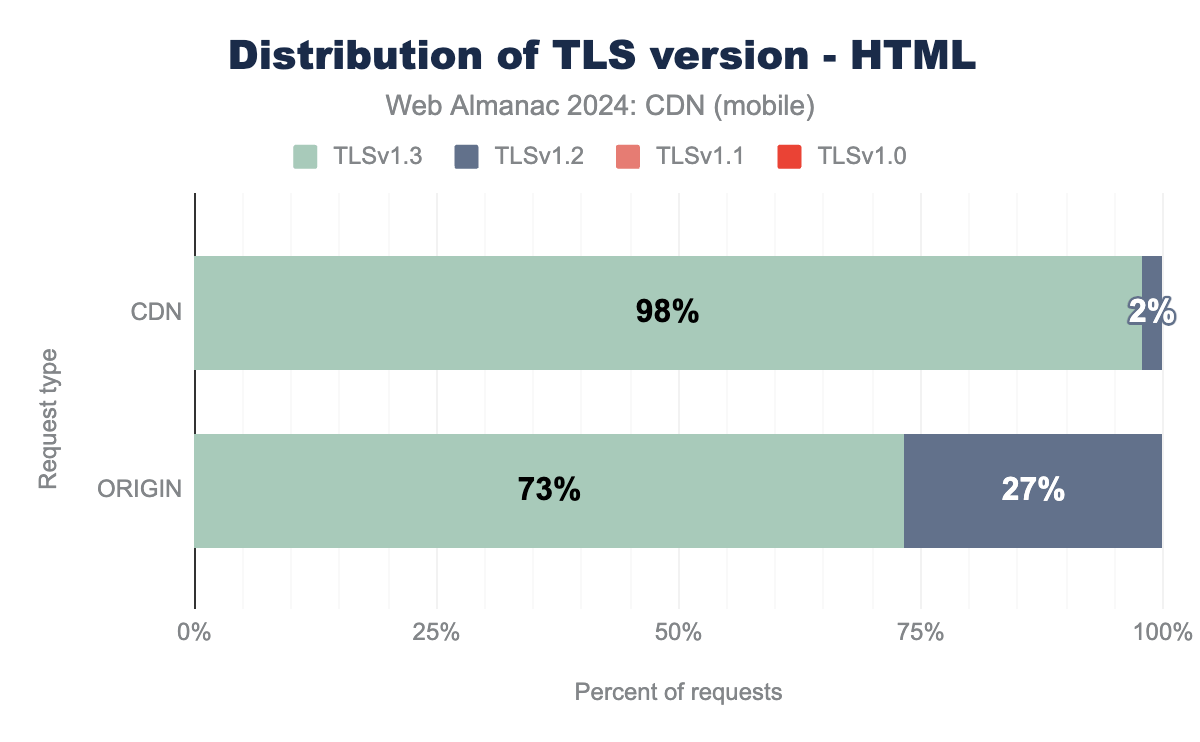 Distribution of TLS version - HTML
Web Almanac 2024: CDN (mobile)
TLSv1.3 TLSv1.2 TLSv1.1 TLSv1.0
Request type
CDN 98% 2%
ORIGIN 73% 27%
0% 25% 50% 75% 100%
Percent of requests